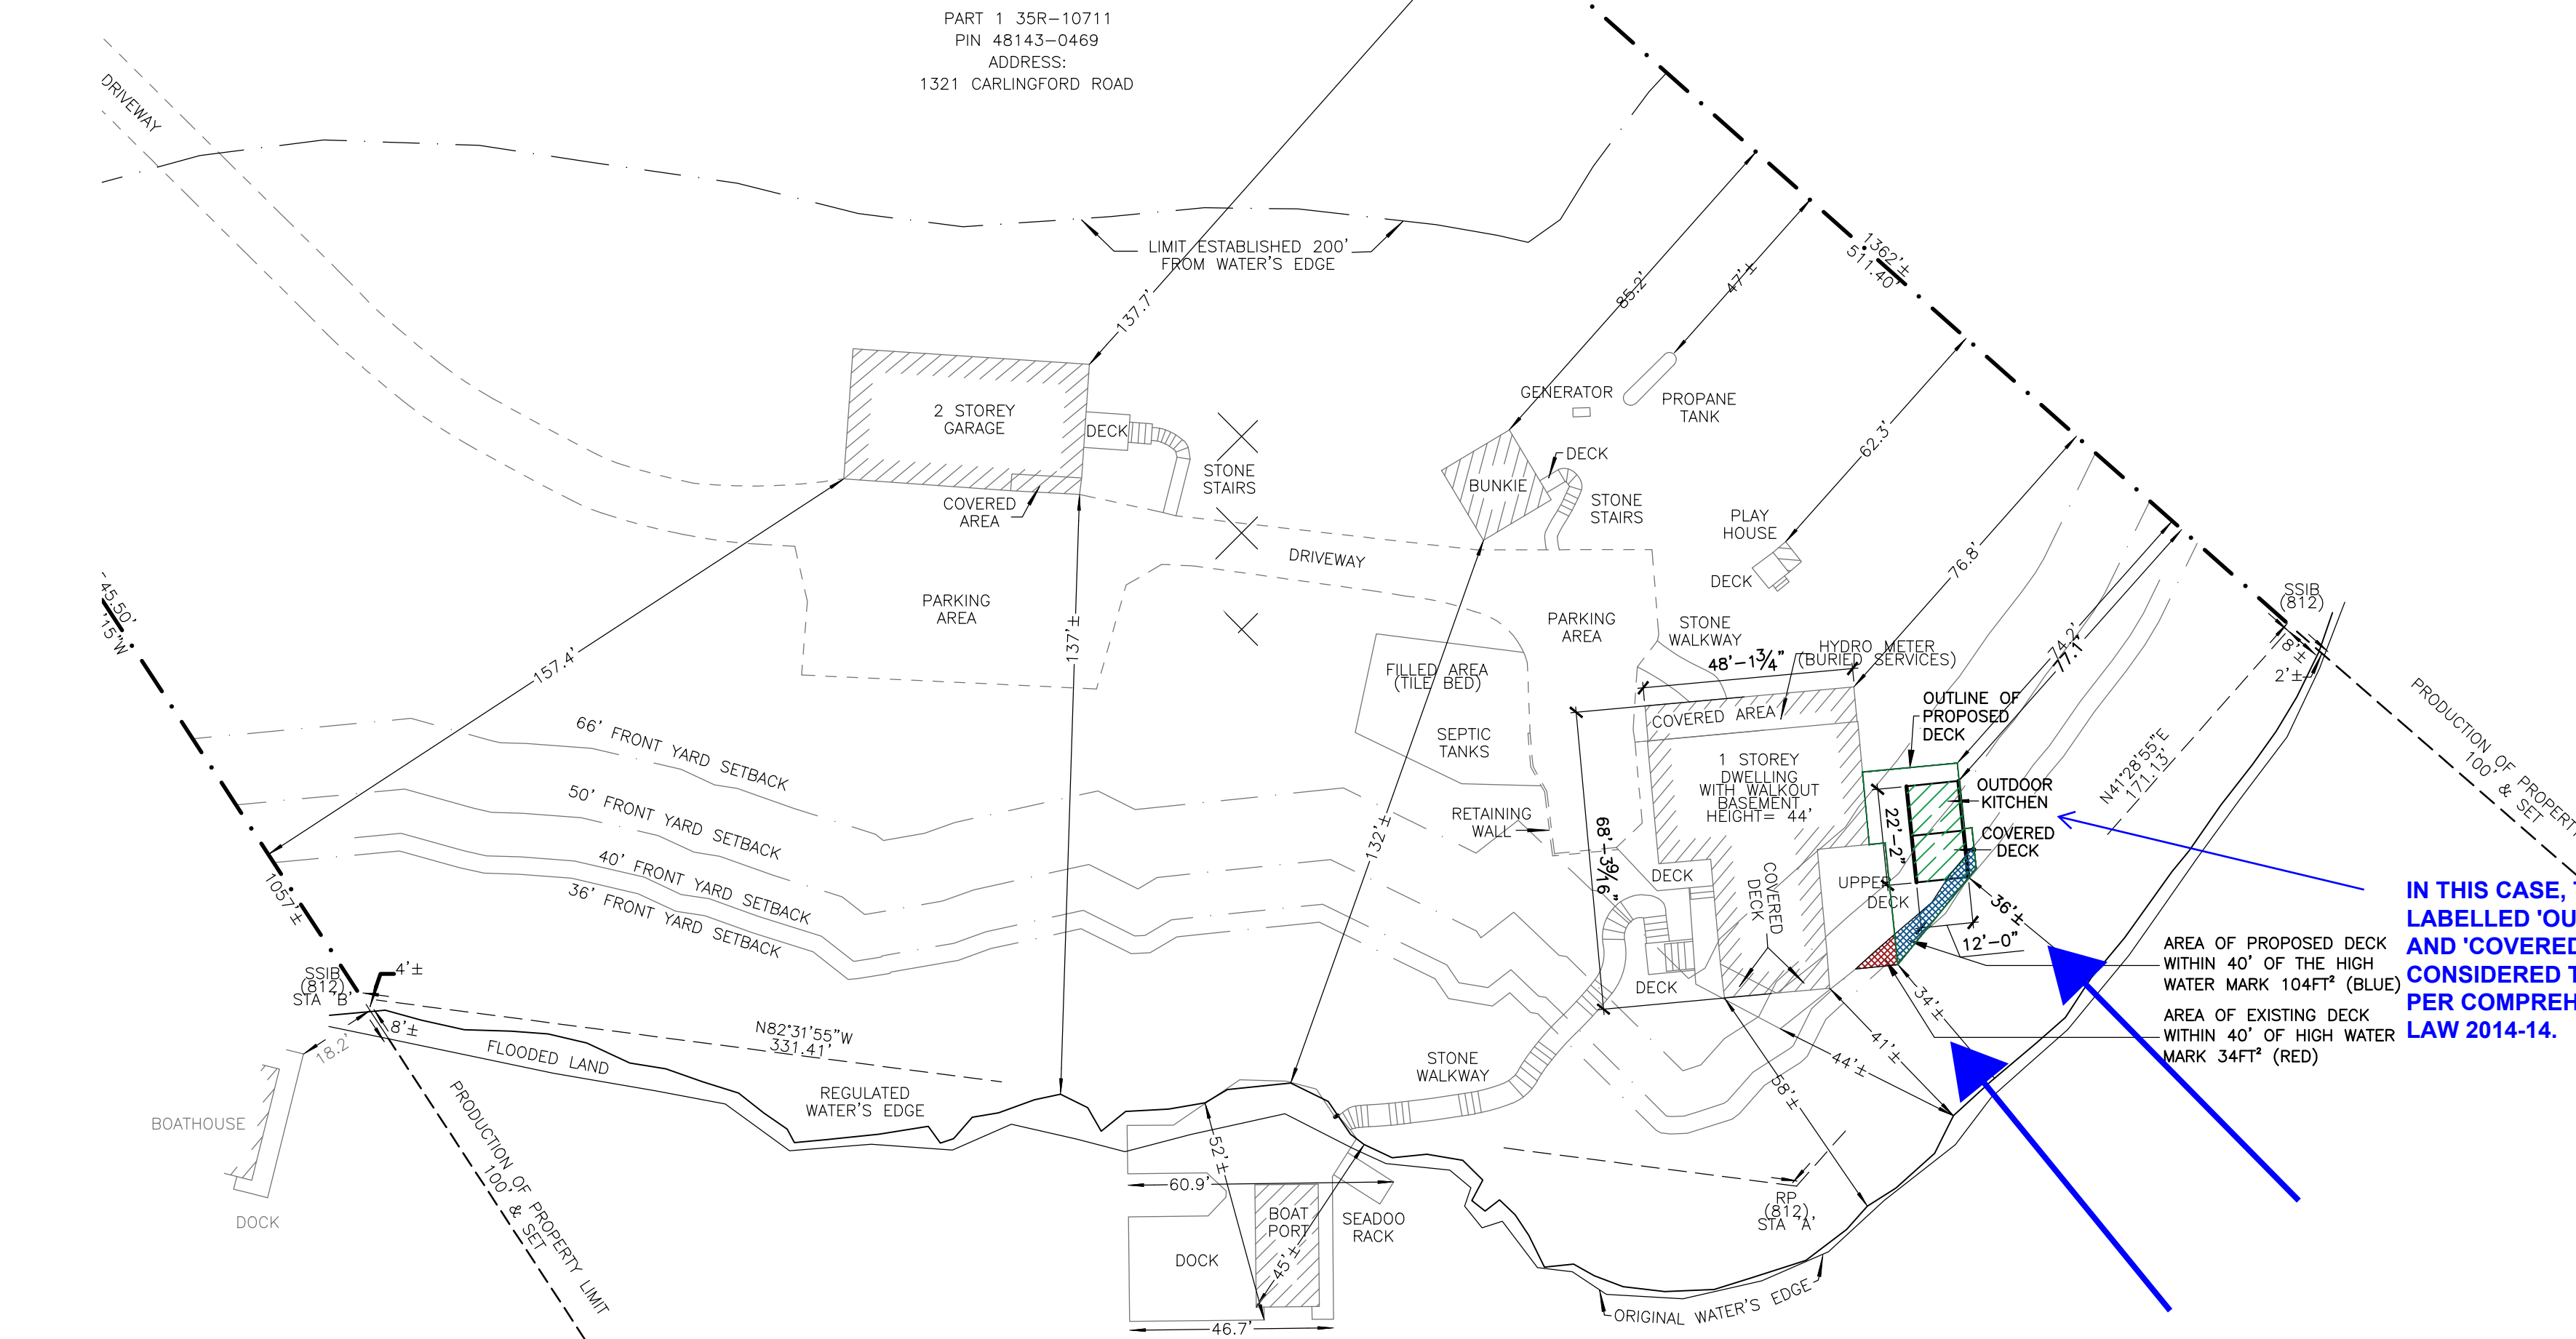 PART 1 35R-10711
PIN 48143-0469
ADDRESS:
1321 CARLINGFORD ROAD
DRIVEWAY
LIMIT ESTABLISHED 200'
FROM WATER'S EDGE
137.7'
85.2'
47'±
1362'±
511.40'
2 STOREY
GARAGE
DECK
STONE
STAIRS
COVERED
AREA
GENERATOR
PROPANE
TANK
62.3'
DECK
BUNKIE
STONE
STAIRS
PLAY
HOUSE
DECK
76.8'
DRIVEWAY
PARKING
AREA
PARKING
AREA
STONE
WALKWAY
HYDRO METER
(BURIED SERVICES)
48'-1¾"
74.2'
77.1'
SSIB
(812)
8'±
2'±
45.50'
'15"W
157.4'
137'±
FILLED AREA
(TILE BED)
SEPTIC
TANKS
COVERED AREA
OUTLINE OF
PROPOSED
DECK
N41°28'55"E
171.13'
PRODUCTION OF PROPERTY
100' & SET
66' FRONT YARD SETBACK
50' FRONT YARD SETBACK
40' FRONT YARD SETBACK
36' FRONT YARD SETBACK
1 STOREY
DWELLING
WITH WALKOUT
BASEMENT
HEIGHT= 44'
OUTDOOR
KITCHEN
COVERED
DECK
22'-2"
RETAINING
WALL
68'-3 9/16"
132'±
DECK
COVERED
DECK
UPPER
DECK
36'±
12'-0"
IN THIS CASE,
LABELLED 'OU
AND 'COVERED
CONSIDERED T
PER COMPREH
LAW 2014-14.
AREA OF PROPOSED DECK
WITHIN 40' OF THE HIGH
WATER MARK 104FT² (BLUE)
AREA OF EXISTING DECK
WITHIN 40' OF HIGH WATER
MARK 34FT² (RED)
1057'±
SSIB
(812)
STA 'B'
4'±
8'±
18.2'
DECK
34'±
41'±
44'±
58'±
N82°31'55"W
331.41'
FLOODED LAND
REGULATED
WATER'S EDGE
STONE
WALKWAY
BOATHOUSE
DOCK
PRODUCTION OF PROPERTY LIMIT
100' & SET
52'±
60.9'
BOAT
PORT
45'±
SEADOO
RACK
DOCK
46.7'
RP
(812)
STA 'A'
ORIGINAL WATER'S EDGE